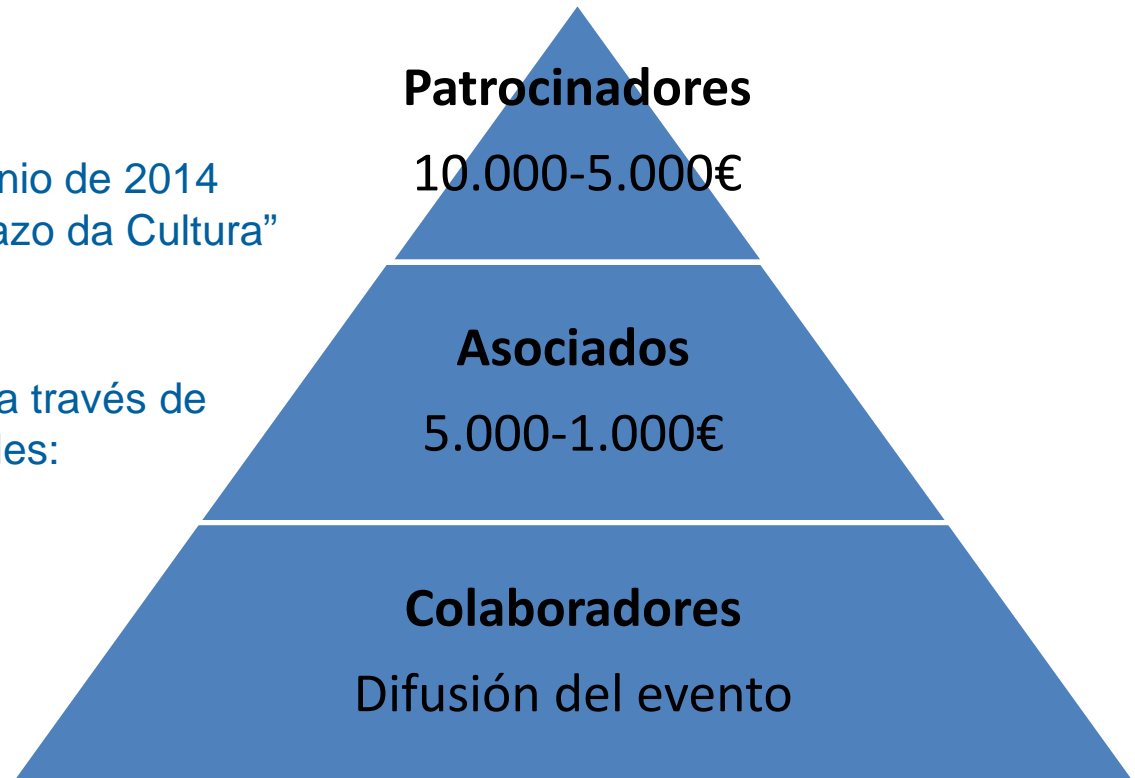 Patrocinadores
10.000-5.000€
nio de 2014
azo da Cultura”
Asociados
5.000-1.000€
a través de
les:
Colaboradores
Difusión del evento